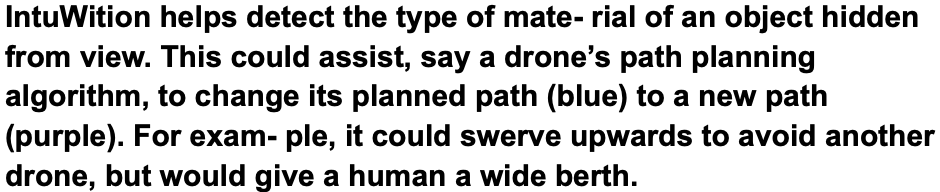 IntuWition helps detect the type of mate- rial of an object hidden
from view. This could assist, say a drone’s path planning
algorithm, to change its planned path (blue) to a new path
(purple). For exam- ple, it could swerve upwards to avoid another
drone, but would give a human a wide berth.